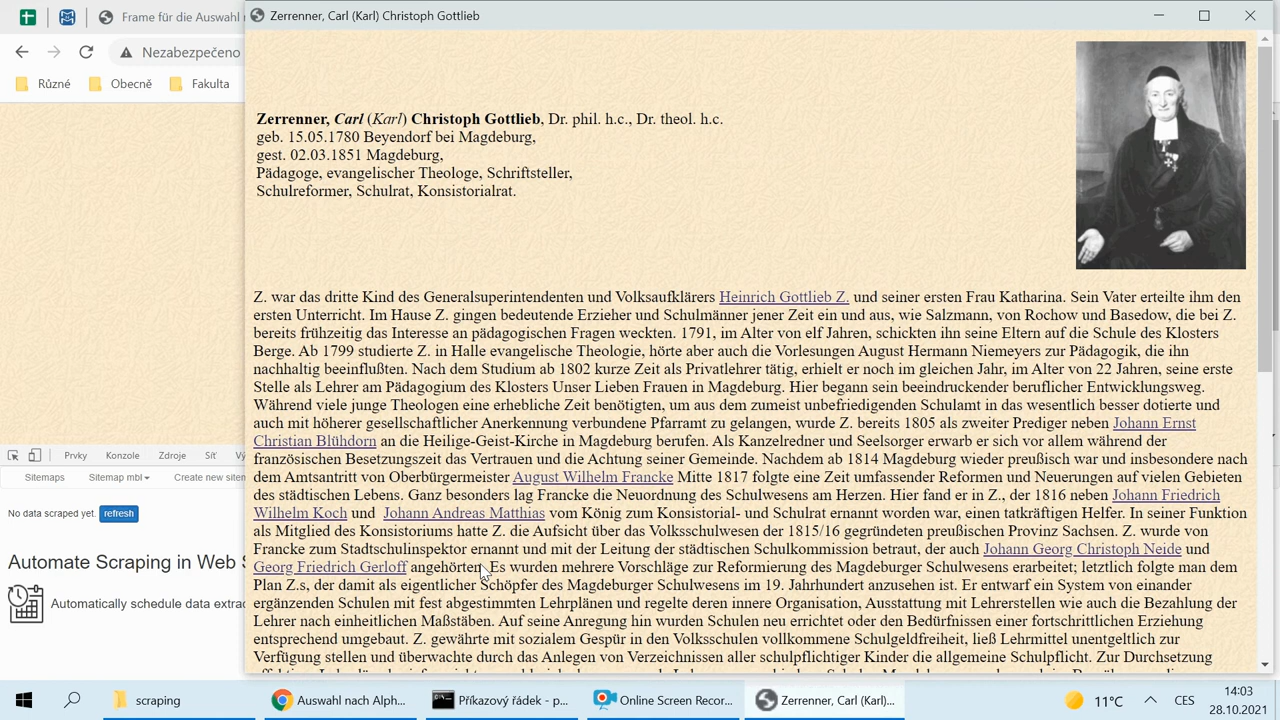 Frame für die Auswahl
Zerrenner, Carl (Karl) Christoph Gottlieb
Nezabezpečeno
Různé
Obecně
Fakulta
Zerrenner, Carl (Karl) Christoph Gottlieb, Dr. phil. h.c., Dr. theol. h.c.
geb. 15.05.1780 Beyendorf bei Magdeburg,
gest. 02.03.1851 Magdeburg,
Pädagoge, evangelischer Theologe, Schriftsteller,
Schulreformer, Schulrat, Konsistorialrat.
Z. war das dritte Kind des Generalsuperintendenten und Volksaufklärers Heinrich Gottlieb Z. und seiner ersten Frau Katharina. Sein Vater erteilte ihm den
ersten Unterricht. Im Hause Z. gingen bedeutende Erzieher und Schulmänner jener Zeit ein und aus, wie Salzmann, von Rochow und Basedow, die bei Z.
bereits frühzeitig das Interesse an pädagogischen Fragen weckten. 1791, im Alter von elf Jahren, schickten ihn seine Eltern auf die Schule des Klosters
Berge. Ab 1799 studierte Z. in Halle evangelische Theologie, hörte aber auch die Vorlesungen August Hermann Niemeyers zur Pädagogik, die ihn
nachhaltig beeinflußten. Nach dem Studium ab 1802 kurze Zeit als Privatlehrer tätig, erhielt er noch im gleichen Jahr, im Alter von 22 Jahren, seine erste
Stelle als Lehrer am Pädagogium des Klosters Unser Lieben Frauen in Magdeburg. Hier begann sein beeindruckender beruflicher Entwicklungsweg.
Während viele junge Theologen eine erhebliche Zeit benötigten, um aus dem zumeist unbefriedigenden Schulamt in das wesentlich besser dotierte und
auch mit höherer gesellschaftlicher Anerkennung verbundene Pfarramt zu gelangen, wurde Z. bereits 1805 als zweiter Prediger neben Johann Ernst
Christian Blühdorn an die Heilige-Geist-Kirche in Magdeburg berufen. Als Kanzelredner und Seelsorger erwarb er sich vor allem während der
französischen Besetzungszeit das Vertrauen und die Achtung seiner Gemeinde. Nachdem ab 1814 Magdeburg wieder preußisch war und insbesondere nach
dem Amtsantritt von Oberbürgermeister August Wilhelm Francke Mitte 1817 folgte eine Zeit umfassender Reformen und Neuerungen auf vielen Gebieten
des städtischen Lebens. Ganz besonders lag Francke die Neuordnung des Schulwesens am Herzen. Hier fand er in Z., der 1816 neben Johann Friedrich
Wilhelm Koch und Johann Andreas Matthias von König zum Konsistorial- und Schulrat ernannt worden war, einen tatkräftigen Helfer. In seiner Funktion
als Mitglied des Konsistoriums hatte Z. die Aufsicht über das Volksschulwesen der 1815/16 gegründeten preußischen Provinz Sachsen. Z. wurde von
Francke zum Stadtschulinspektor ernannt und mit der Leitung der städtischen Schulkommission betraut, der auch Johann Georg Christoph Neide und
Georg Friedrich Gerloff angehörten. Es wurden mehrere Vorschläge zur Reformierung des Magdeburger Schulwesens erarbeitet; letztlich folgte man dem
Plan Z.s, der damit als eigentlicher Schöpfer des Magdeburger Schulwesens im 19. Jahrhundert anzusehen ist. Er entwarf ein System von einander
ergänzenden Schulen mit fest abgestimmten Lehrplänen und regelte deren innere Organisation, Ausstattung mit Lehrerstellen wie auch die Bezahlung der
Lehrer nach einheitlichen Maßstäben. Auf seine Anregung hin wurden Schulen neu errichtet oder den Bedürfnissen einer fortschrittlichen Erziehung
entsprechend umgebaut. Z. gewährte mit sozialem Gespür in den Volksschulen vollkommene Schulgeldfreiheit, ließ Lehrmittel unentgeltlich zur
Verfügung stellen und überwachte durch das Anlegen von Verzeichnissen aller schulpflichtiger Kinder die allgemeine Schulpflicht. Zur Durchsetzung
Prvky Konzole Zdroje Síť
Sitemaps Sitemap mbl Create new sitem
No data scraped yet. refresh
Automate Scraping in Web S
Automatically schedule data extrac
scraping
Auswahl nach Alph...
Příkazový řádek - p...
Online Screen Recor...
Zerrenner, Carl (Karl)...
11°C
CES
14:03
28.10.2021